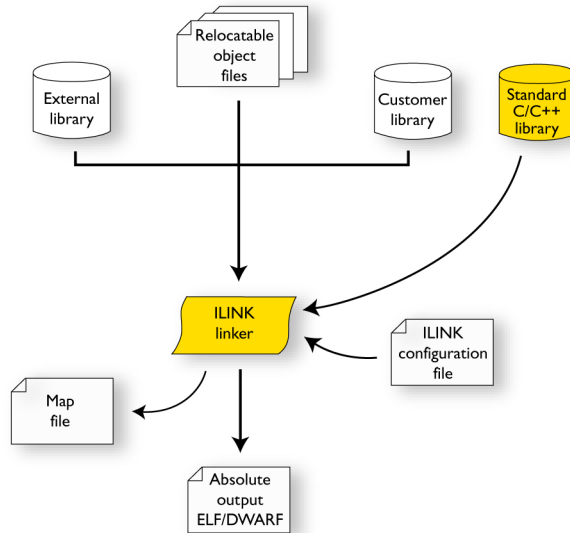 Relocatable
object
files
External
library
Customer
library
Standard
C/C++
library
ILINK
linker
ILINK
configuration
file
Map
file
Absolute
output
ELF/DWARF